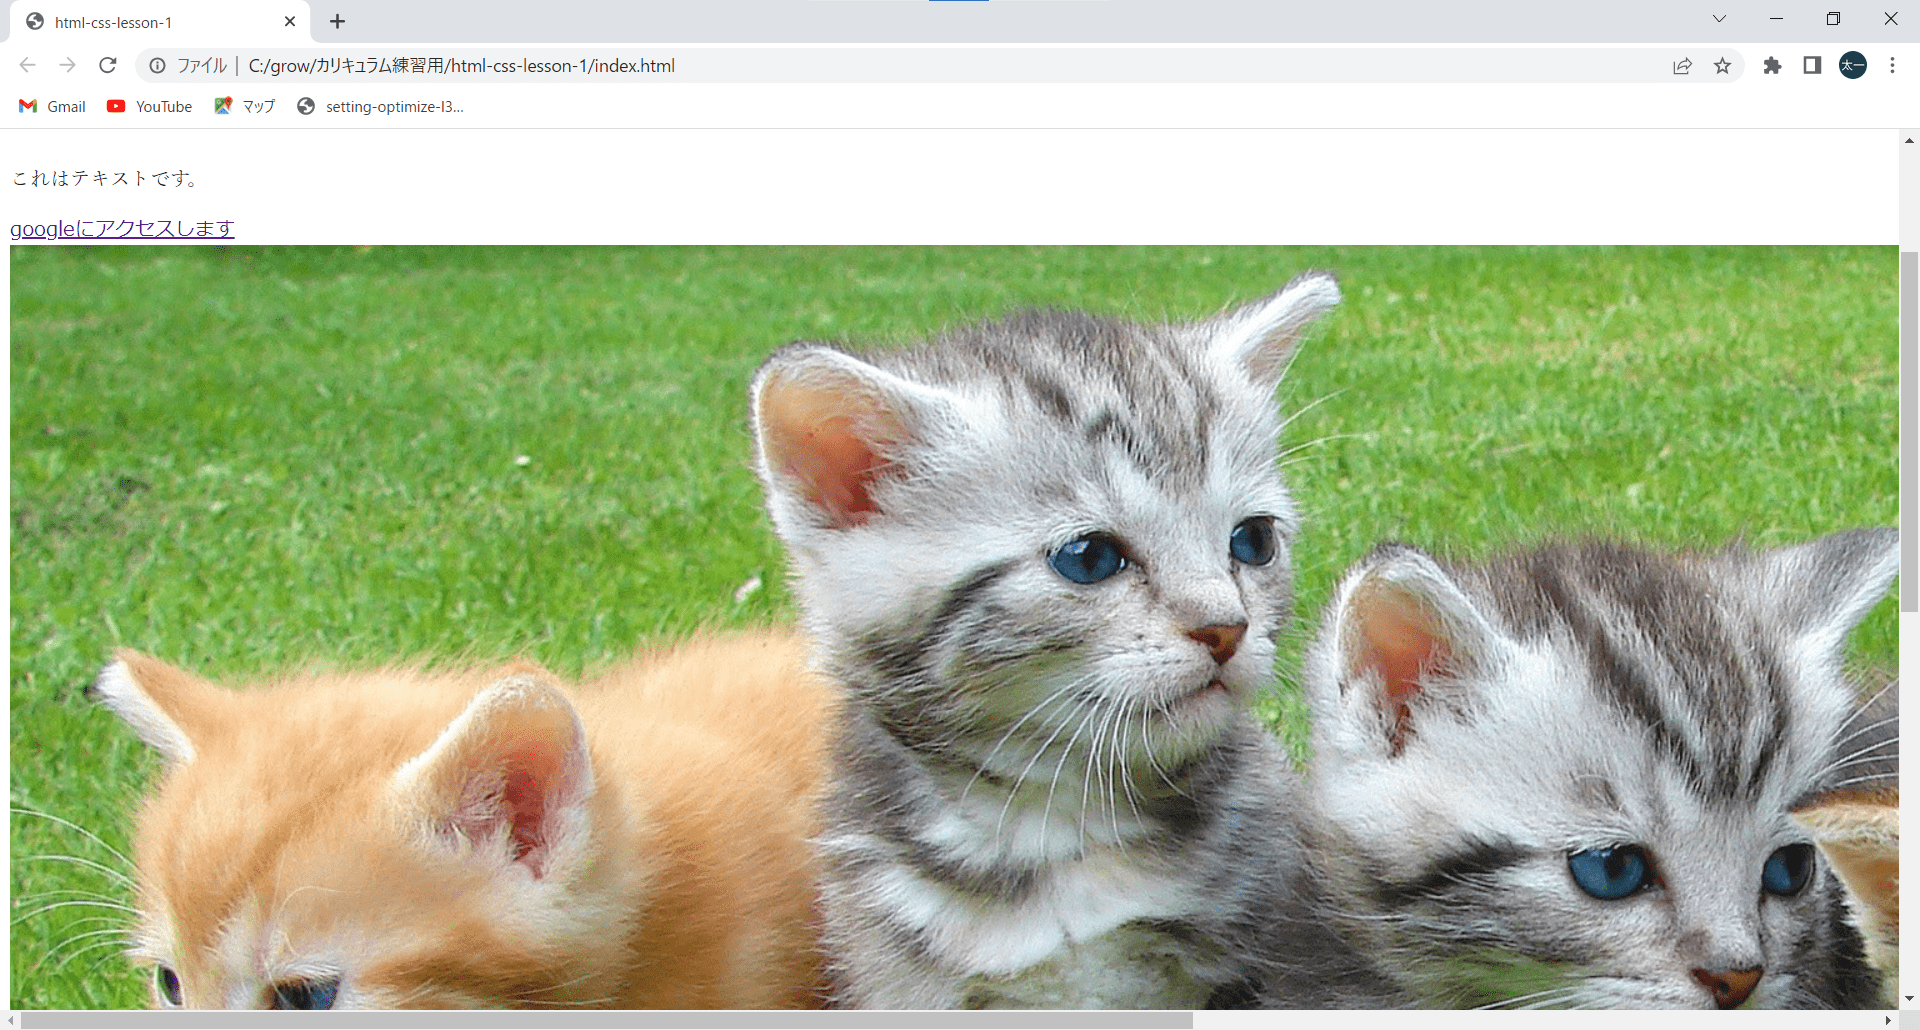 html-css-lesson-1
ファイル | C:/grow/カリキュラム練習用/html-css-lesson-1/index.html
太一
Gmail YouTube マップ setting-optimize-l3...
これはテキストです。
googleにアクセスします